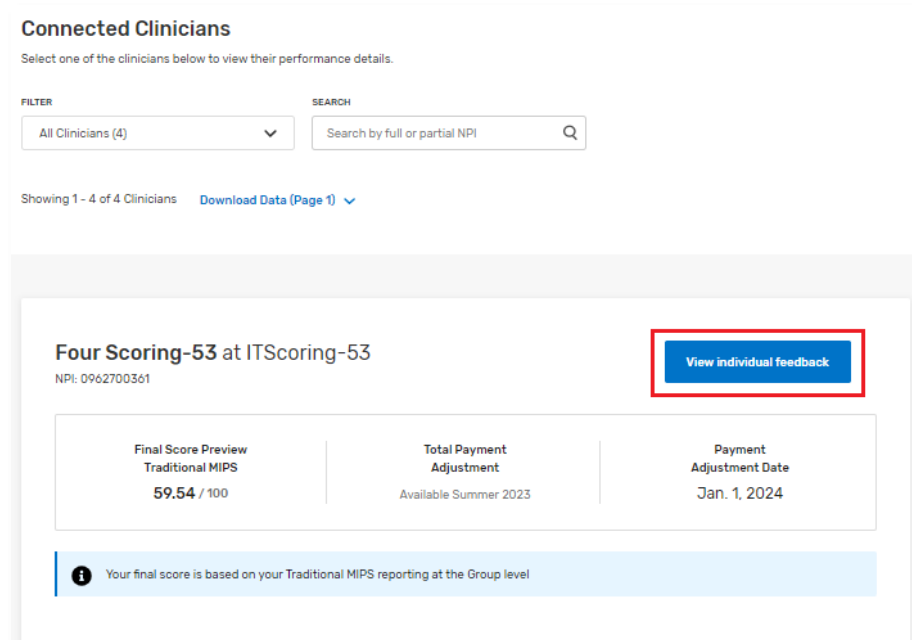 Connected Clinicians
Select one of the clinicians below to view their performance details.
FILTER
SEARCH
All Clinicians (4)
Search by full or partial NPI
Showing 1 - 4 of 4 Clinicians
Download Data (Page 1)
Four Scoring-53 at ITScoring-53
NPI: 0962700361
View individual feedback
Final Score Preview
Traditional MIPS
59.54 / 100
Total Payment
Adjustment
Available Summer 2023
Payment
Adjustment Date
Jan. 1, 2024
Your final score is based on your Traditional MIPS reporting at the Group level